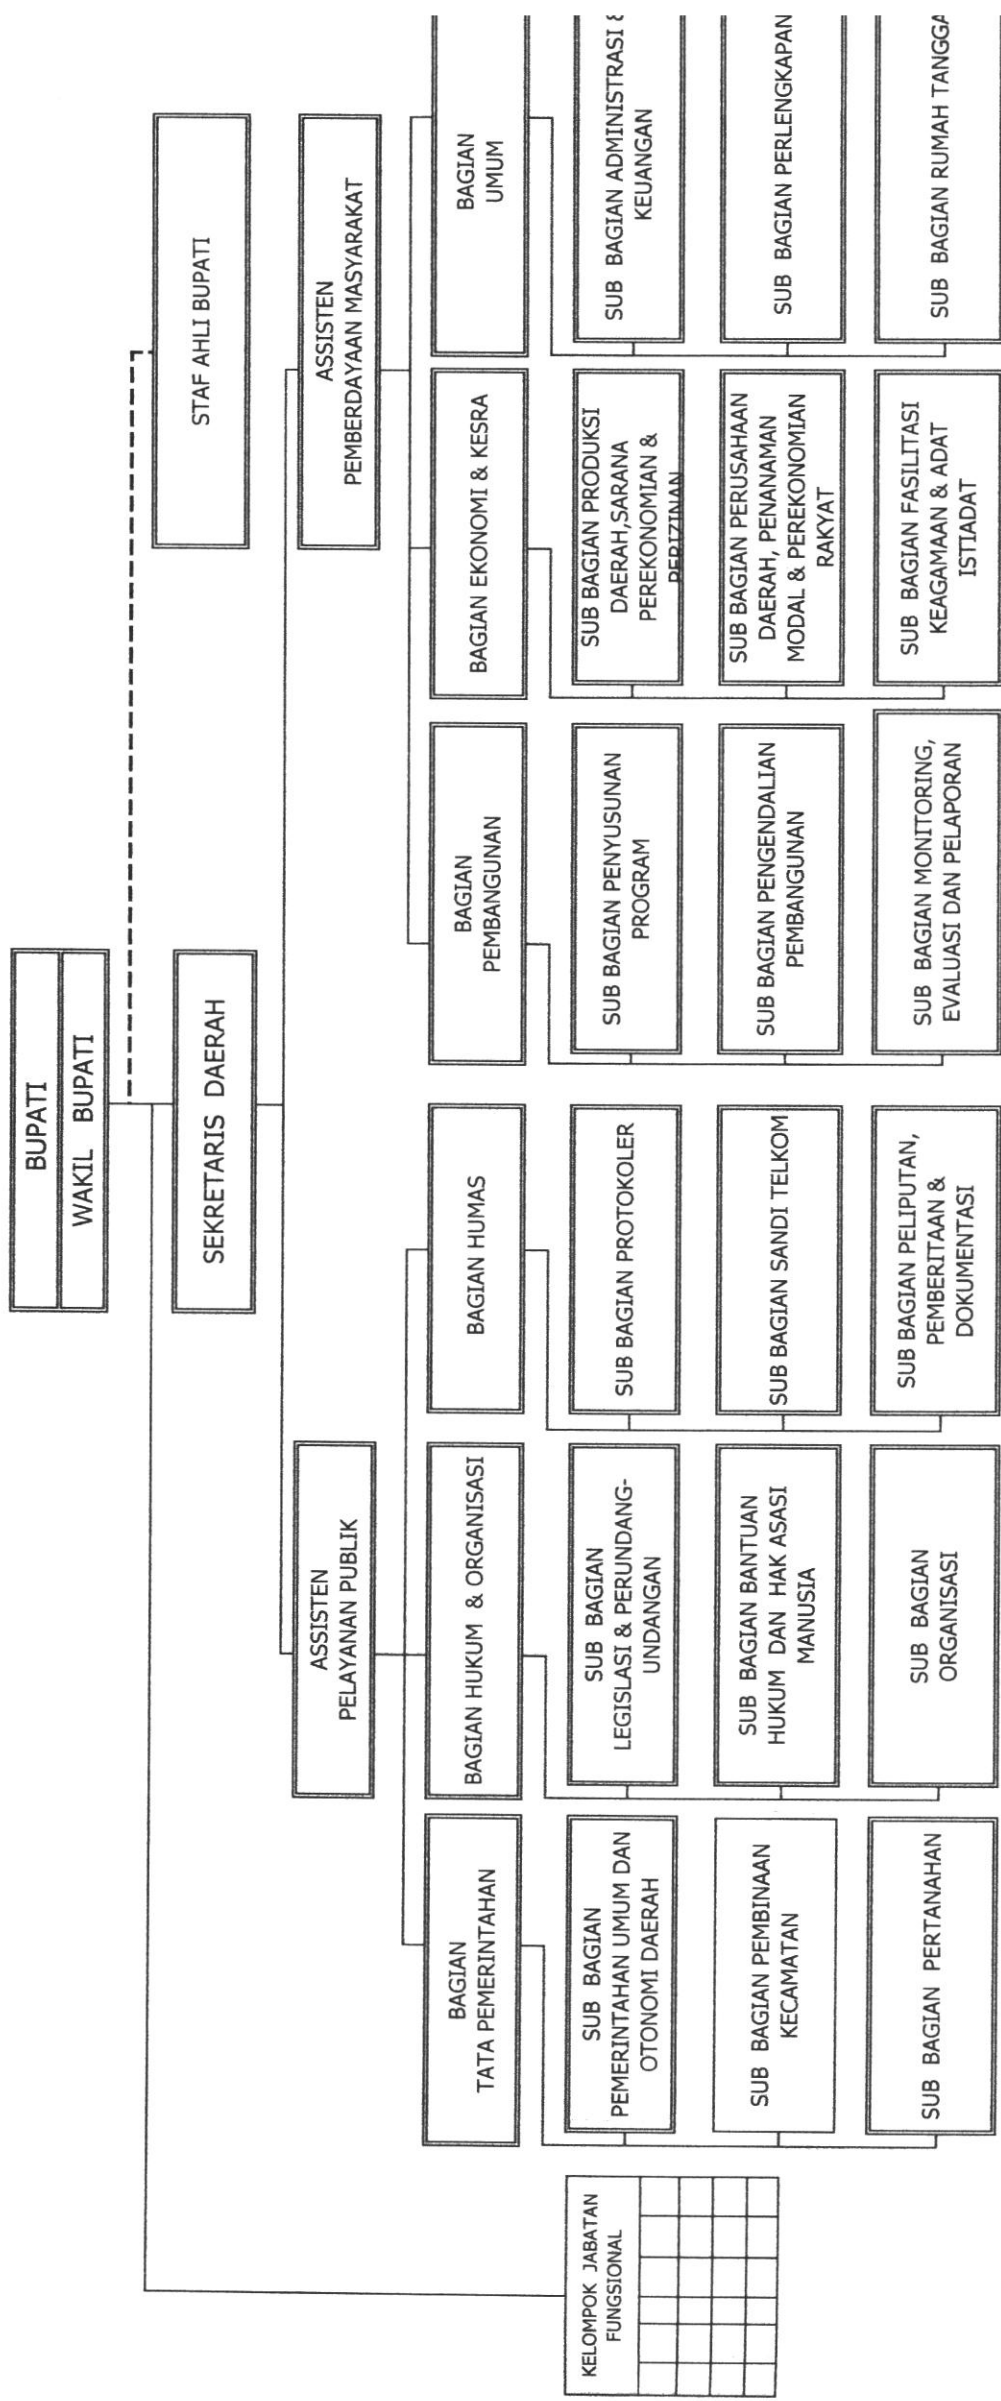 BUPATI
WAKIL BUPATI
STAF AHLI BUPATI
SEKRETARIS DAERAH
ASSISTEN
PELAYANAN PUBLIK
ASSISTEN
PEMBERDAYAAN MASYARAKAT
BAGIAN
TATA PEMERINTAHAN
BAGIAN HUKUM & ORGANISASI
BAGIAN HUMAS
BAGIAN
PEMBANGUNAN
BAGIAN EKONOMI & KESRA
BAGIAN
UMUM
KELOMPOK JABATAN
FUNGSIONAL
SUB BAGIAN
PEMERINTAHAN UMUM DAN
OTONOMI DAERAH
SUB BAGIAN
LEGISLASI & PERUNDANG-
UNDANGAN
SUB BAGIAN PROTOKOLER
SUB BAGIAN PENYUSUNAN
PROGRAM
SUB BAGIAN PRODUKSI
DAERAH,SARANA
PEREKONOMIAN &
PERIZINAN
SUB BAGIAN ADMINISTRASI &
KEUANGAN
SUB BAGIAN PEMBINAAN
KECAMATAN
SUB BAGIAN BANTUAN
HUKUM DAN HAK ASASI
MANUSIA
SUB BAGIAN SANDI TELKOM
SUB BAGIAN PENGENDALIAN
PEMBANGUNAN
SUB BAGIAN PERUSAHAAN
DAERAH, PENANAMAN
MODAL & PEREKONOMIAN
RAKYAT
SUB BAGIAN PERLENGKAPAN
SUB BAGIAN PERTANAHAN
SUB BAGIAN
ORGANISASI
SUB BAGIAN PELIPUTAN,
PEMBERITAAN &
DOKUMENTASI
SUB BAGIAN MONITORING,
EVALUASI DAN PELAPORAN
SUB BAGIAN FASILITASI
KEAGAMAAN & ADAT
ISTIADAT
SUB BAGIAN RUMAH TANGGA